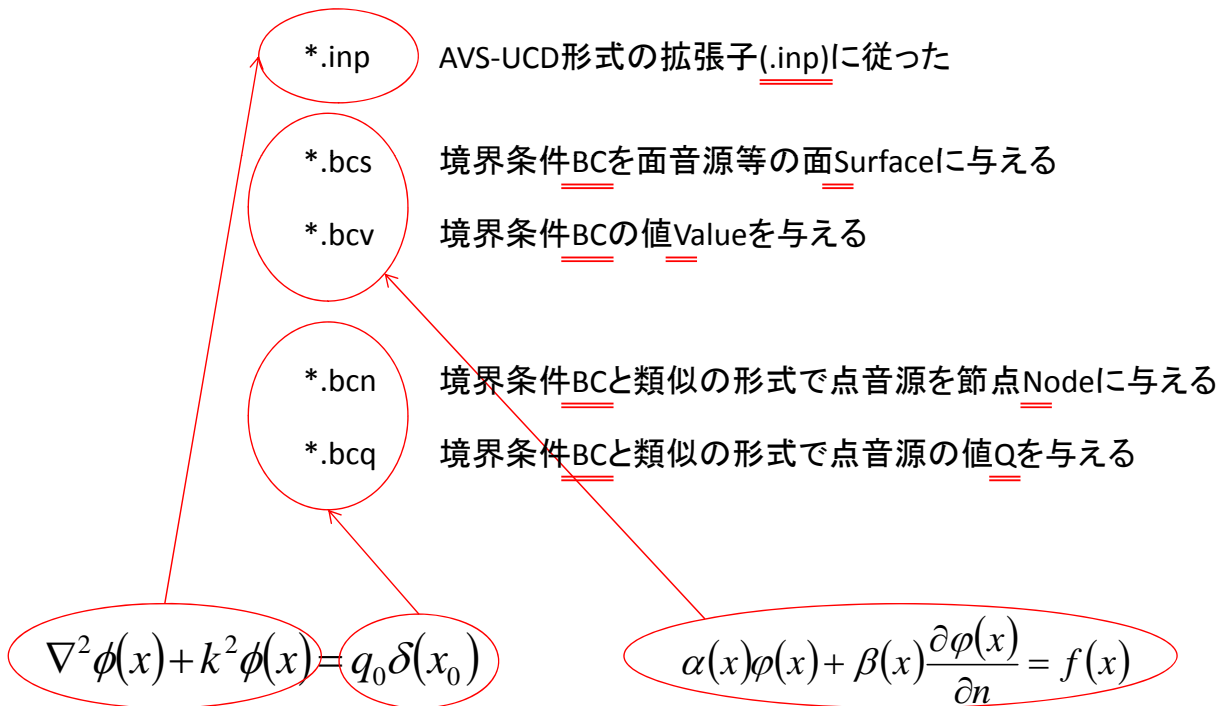 *.inp AVS-UCD形式の拡張子(.inp)に従った
*.bcs 境界条件BCを面音源等の面Surfaceに与える
*.bcv 境界条件BCの値Valueを与える
*.bcn 境界条件BCと類似の形式で点音源を節点Nodeに与える
*.bcq 境界条件BCと類似の形式で点音源の値Qを与える
∇²ϕ(x)+k²ϕ(x)=q₀δ(x₀)
α(x)φ(x)+β(x)∂φ(x)/∂n=f(x)